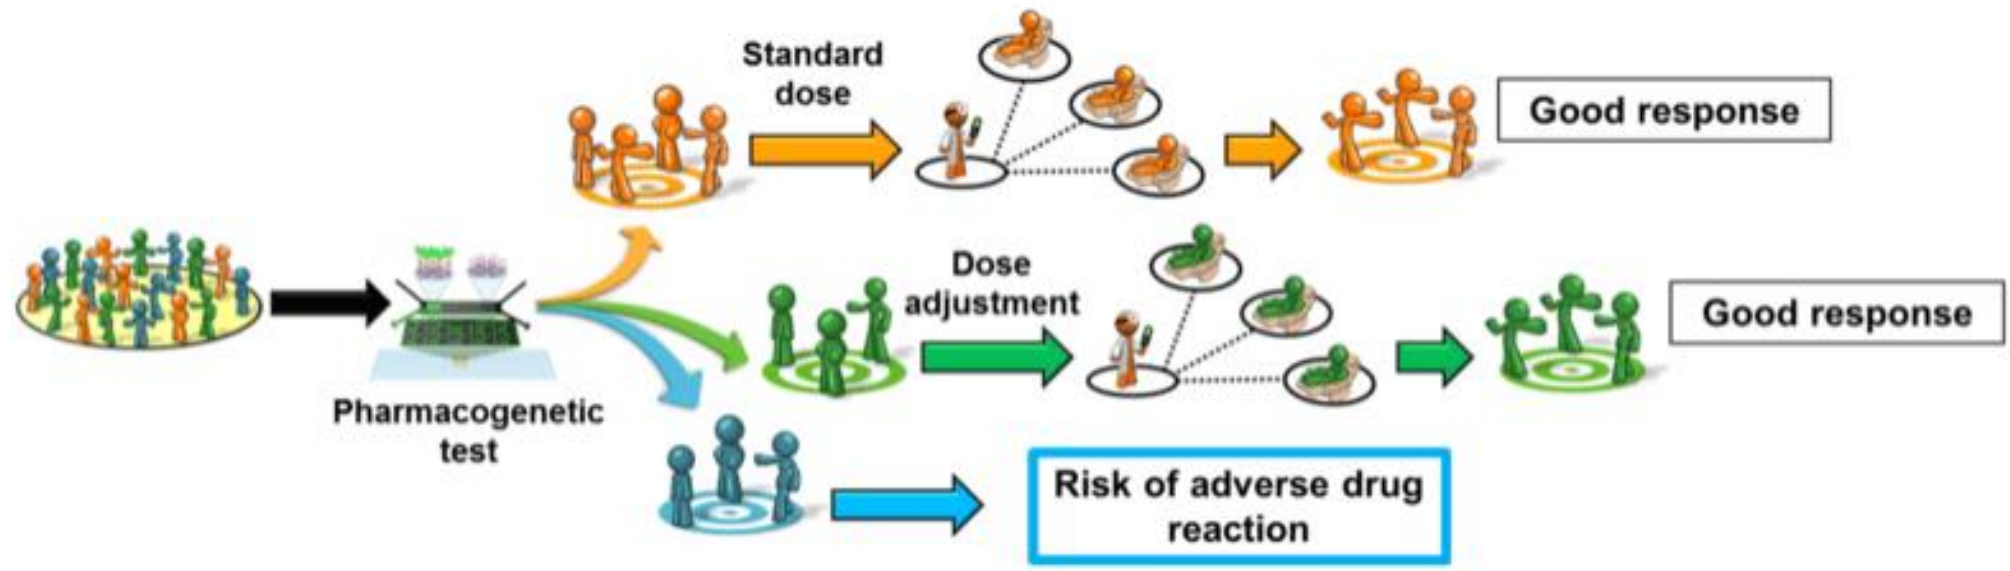 Standard
dose
Good response
Dose
adjustment
Good response
Pharmacogenetic
test
Risk of adverse drug
reaction